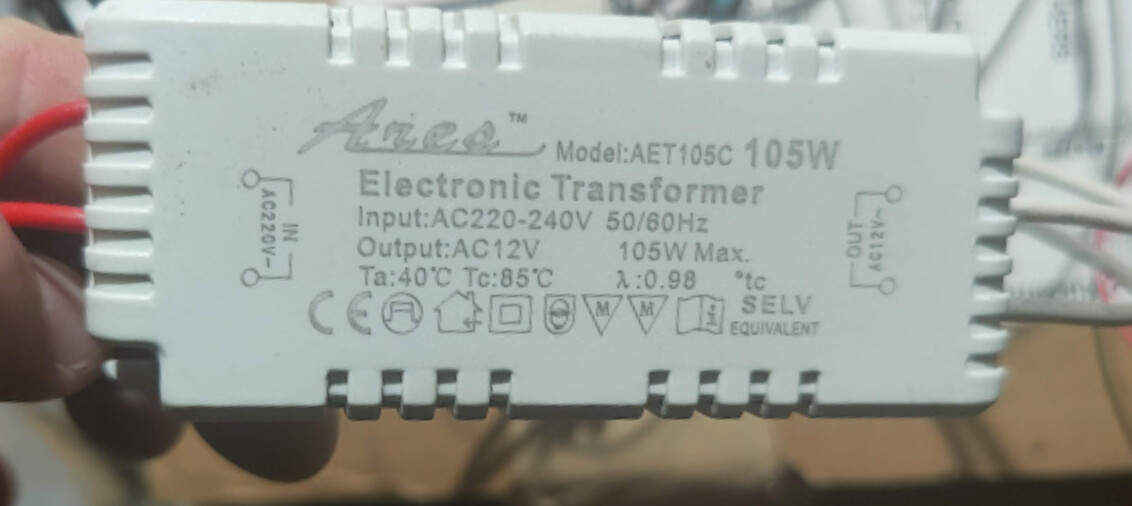 Ares™ Model:AET105C 105W
Electronic Transformer
Input:AC220-240V 50/60Hz
Output:AC12V 105W Max.
Ta:40℃ Tc:85℃ λ:0.98 °tc
CE M M SELV
EQUIVALENT
IN
AC220V~
OUT
AC12V~